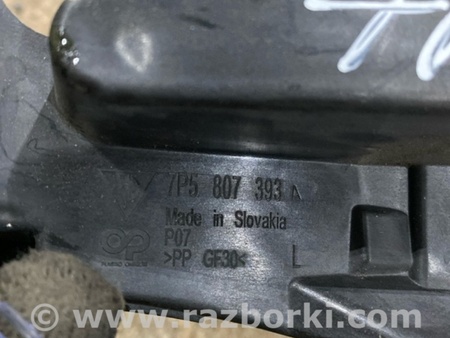 7P5 807 393 A
Made in Slovakia
P07
>PP GF30<
L
© www.razborki.com